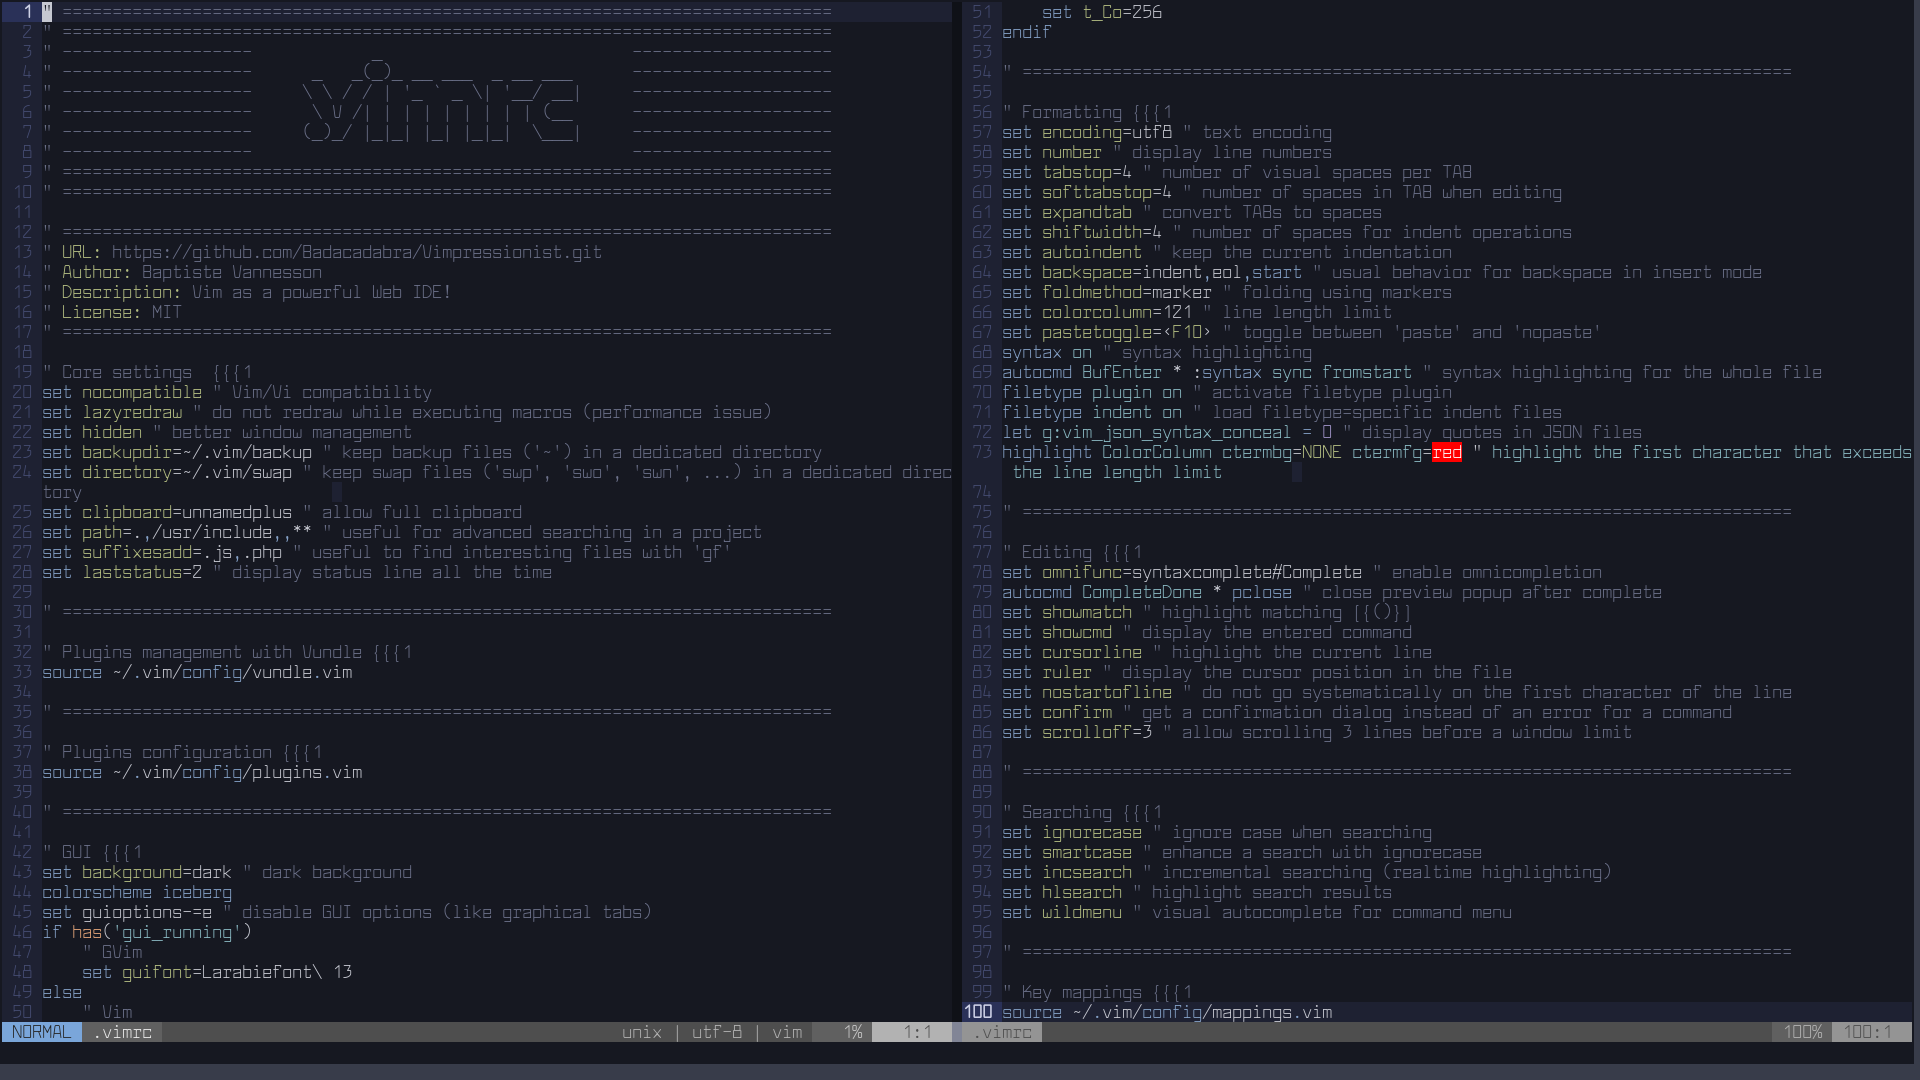 1 " =============================================================================
2 " =============================================================================
3 " -------------------            _                         --------------------
4 " -------------------      _   _(_)_ __ ___  _ __ ___      --------------------
5 " -------------------     \ \ / / | '_ ` _ \| '__/ __|     --------------------
6 " -------------------      \ V /| | | | | | | | | (__      --------------------
7 " -------------------     (_)_/ |_|_| |_| |_|_|  \___|     --------------------
8 " -------------------                                      --------------------
9 " =============================================================================
10 " =============================================================================
11
12 " =============================================================================
13 " URL: https://github.com/Badacadabra/Vimpressionist.git
14 " Author: Baptiste Vannesson
15 " Description: Vim as a powerful Web IDE!
16 " License: MIT
17 " =============================================================================
18
19 " Core settings  {{{1
20 set nocompatible " Vim/Vi compatibility
21 set lazyredraw " do not redraw while executing macros (performance issue)
22 set hidden " better window management
23 set backupdir=~/.vim/backup " keep backup files ('~') in a dedicated directory
24 set directory=~/.vim/swap " keep swap files ('swp', 'swo', 'swn', ...) in a dedicated direc
tory
25 set clipboard=unnamedplus " allow full clipboard
26 set path=.,/usr/include,,** " useful for advanced searching in a project
27 set suffixesadd=.js,.php " useful to find interesting files with 'gf'
28 set laststatus=2 " display status line all the time
29
30 " =============================================================================
31
32 " Plugins management with Vundle {{{1
33 source ~/.vim/config/vundle.vim
34
35 " =============================================================================
36
37 " Plugins configuration {{{1
38 source ~/.vim/config/plugins.vim
39
40 " =============================================================================
41
42 " GUI {{{1
43 set background=dark " dark background
44 colorscheme iceberg
45 set guioptions-=e " disable GUI options (like graphical tabs)
46 if has('gui_running')
47     " GVim
48     set guifont=Larabiefont\ 13
49 else
50     " Vim
NORMAL .vimrc unix | utf-8 | vim 1% 1:1
51     set t_Co=256
52 endif
53
54 " =============================================================================
55
56 " Formatting {{{1
57 set encoding=utf8 " text encoding
58 set number " display line numbers
59 set tabstop=4 " number of visual spaces per TAB
60 set softtabstop=4 " number of spaces in TAB when editing
61 set expandtab " convert TABs to spaces
62 set shiftwidth=4 " number of spaces for indent operations
63 set autoindent " keep the current indentation
64 set backspace=indent,eol,start " usual behavior for backspace in insert mode
65 set foldmethod=marker " folding using markers
66 set colorcolumn=121 " line length limit
67 set pastetoggle=<F10> " toggle between 'paste' and 'nopaste'
68 syntax on " syntax highlighting
69 autocmd BufEnter * :syntax sync fromstart " syntax highlighting for the whole file
70 filetype plugin on " activate filetype plugin
71 filetype indent on " load filetype=specific indent files
72 let g:vim_json_syntax_conceal = 0 " display quotes in JSON files
73 highlight ColorColumn ctermbg=NONE ctermfg=red " highlight the first character that exceeds
 the line length limit
74
75 " =============================================================================
76
77 " Editing {{{1
78 set omnifunc=syntaxcomplete#Complete " enable omnicompletion
79 autocmd CompleteDone * pclose " close preview popup after complete
80 set showmatch " highlight matching [{()}]
81 set showcmd " display the entered command
82 set cursorline " highlight the current line
83 set ruler " display the cursor position in the file
84 set nostartofline " do not go systematically on the first character of the line
85 set confirm " get a confirmation dialog instead of an error for a command
86 set scrolloff=3 " allow scrolling 3 lines before a window limit
87
88 " =============================================================================
89
90 " Searching {{{1
91 set ignorecase " ignore case when searching
92 set smartcase " enhance a search with ignorecase
93 set incsearch " incremental searching (realtime highlighting)
94 set hlsearch " highlight search results
95 set wildmenu " visual autocomplete for command menu
96
97 " =============================================================================
98
99 " Key mappings {{{1
100 source ~/.vim/config/mappings.vim
.vimrc 100% 100:1